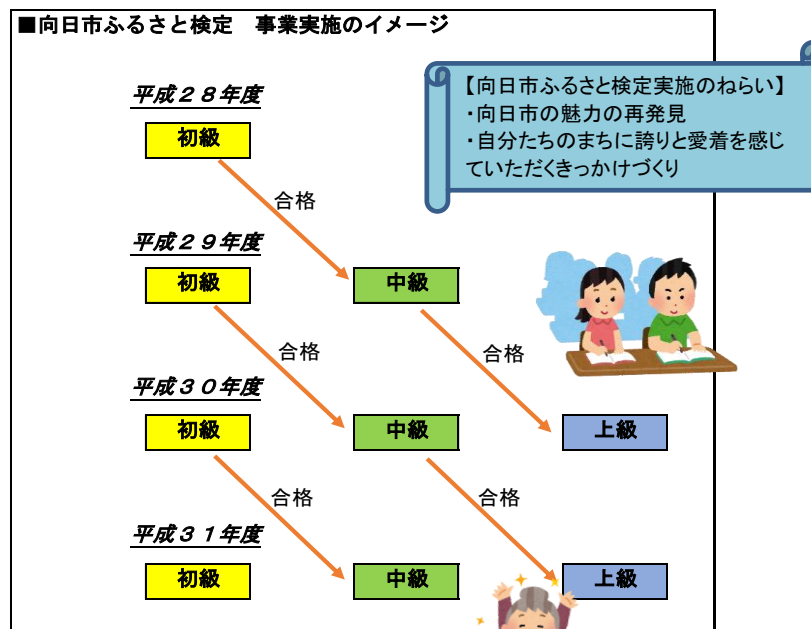 ■向日市ふるさと検定　事業実施のイメージ
【向日市ふるさと検定実施のねらい】
・向日市の魅力の再発見
・自分たちのまちに誇りと愛着を感じ
ていただくきっかけづくり
平成２８年度
初級
合格
平成２９年度
初級
中級
合格
合格
平成３０年度
初級
中級
上級
合格
合格
平成３１年度
初級
中級
上級